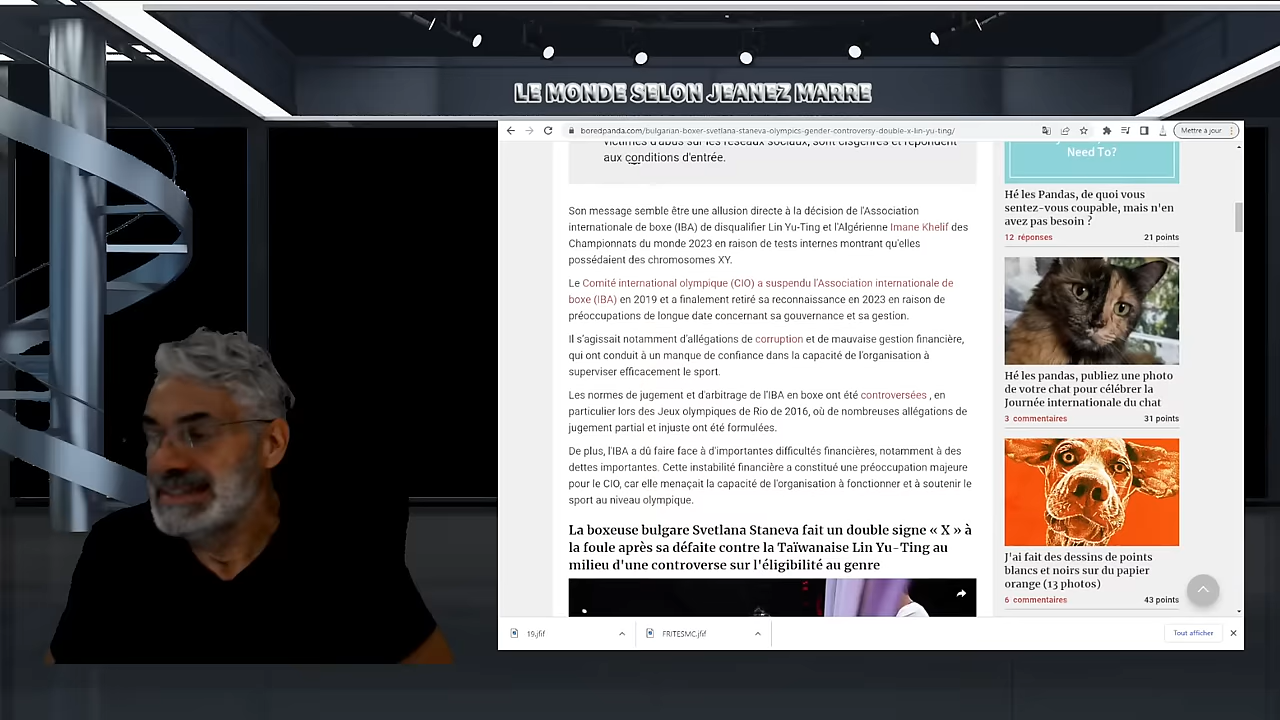 LE MONDE SELON JEANEZ MARRE
boredpanda.com/bulgarian-boxer-svetlana-staneva-olympics-gender-controversy-double-x-lin-yu-ting/
Mettre à jour
victimes d'abus sur les réseaux sociaux, sont cisgenres et répondent
aux conditions d'entrée.
Son message semble être une allusion directe à la décision de l'Association
internationale de boxe (IBA) de disqualifier Lin Yu-Ting et l'Algérienne Imane Khelif des
Championnats du monde 2023 en raison de tests internes montrant qu'elles
possédaient des chromosomes XY.
Le Comité international olympique (CIO) a suspendu l'Association internationale de
boxe (IBA) en 2019 et a finalement retiré sa reconnaissance en 2023 en raison de
préoccupations de longue date concernant sa gouvernance et sa gestion.
Il s'agissait notamment d'allégations de corruption et de mauvaise gestion financière,
qui ont conduit à un manque de confiance dans la capacité de l'organisation à
superviser efficacement le sport.
Les normes de jugement et d'arbitrage de l'IBA en boxe ont été controversées , en
particulier lors des Jeux olympiques de Rio de 2016, où de nombreuses allégations de
jugement partial et injuste ont été formulées.
De plus, l'IBA a dû faire face à d'importantes difficultés financières, notamment à des
dettes importantes. Cette instabilité financière a constitué une préoccupation majeure
pour le CIO, car elle menaçait la capacité de l'organisation à fonctionner et à soutenir le
sport au niveau olympique.
La boxeuse bulgare Svetlana Staneva fait un double signe « X » à
la foule après sa défaite contre la Taïwanaise Lin Yu-Ting au
milieu d'une controverse sur l'éligibilité au genre
Need To?
Hé les Pandas, de quoi vous
sentez-vous coupable, mais n'en
avez pas besoin ?
12 réponses 21 points
Hé les pandas, publiez une photo
de votre chat pour célébrer la
Journée internationale du chat
3 commentaires 31 points
J'ai fait des dessins de points
blancs et noirs sur du papier
orange (13 photos)
6 commentaires 43 points
19.jfif
FRITESMC.jfif
Tout afficher